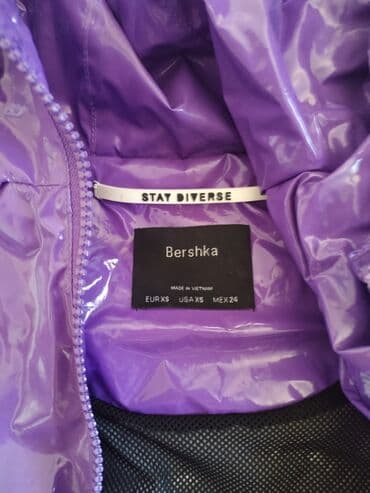 STAY DIVERSE
Bershka
MADE IN VIETNAM
EUR XS USA XS MEX 24